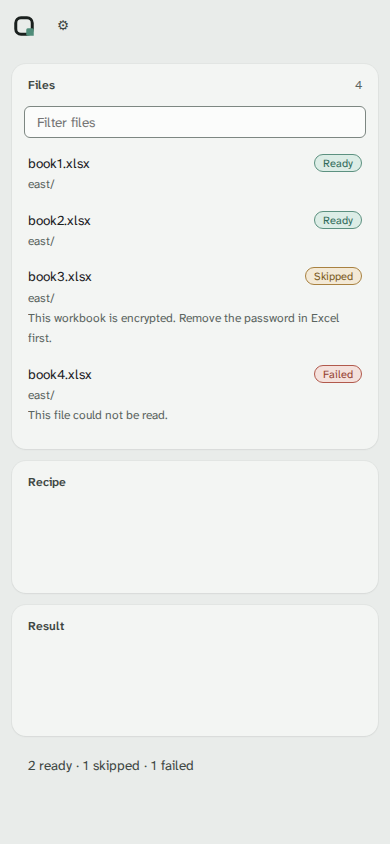 Files 4
Filter files
book1.xlsx Ready
east/
book2.xlsx Ready
east/
book3.xlsx Skipped
east/
This workbook is encrypted. Remove the password in Excel
first.
book4.xlsx Failed
east/
This file could not be read.
Recipe
Result
2 ready · 1 skipped · 1 failed